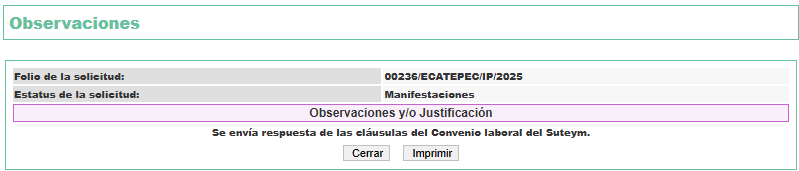 Observaciones
Folio de la solicitud: 00236/ECATEPEC/IP/2025
Estatus de la solicitud: Manifestaciones
Observaciones y/o Justificación
Se envía respuesta de las cláusulas del Convenio laboral del Suteym.
Cerrar Imprimir